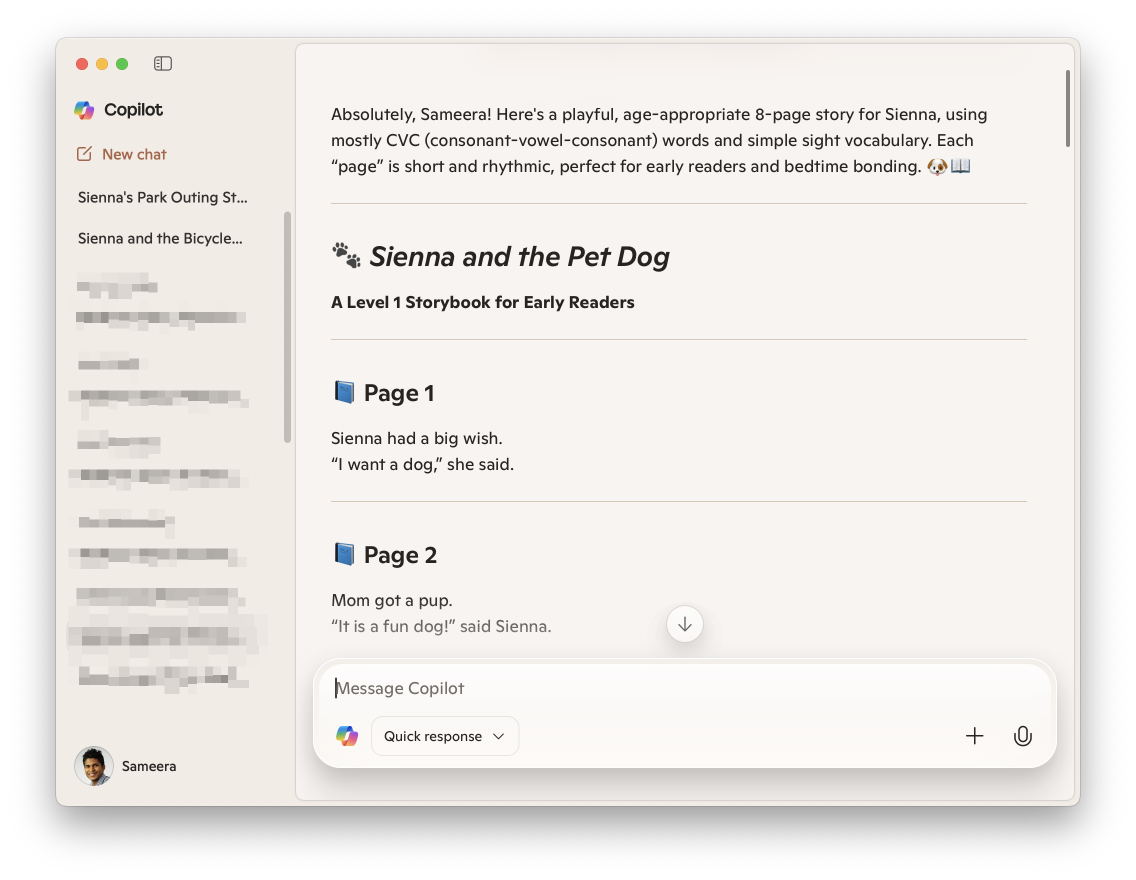 Copilot
New chat
Sienna's Park Outing St...
Sienna and the Bicycle...
Sameera
Absolutely, Sameera! Here's a playful, age-appropriate 8-page story for Sienna, using
mostly CVC (consonant-vowel-consonant) words and simple sight vocabulary. Each
“page” is short and rhythmic, perfect for early readers and bedtime bonding. 🐶📖
🐾 Sienna and the Pet Dog
A Level 1 Storybook for Early Readers
📘 Page 1
Sienna had a big wish.
“I want a dog,” she said.
📘 Page 2
Mom got a pup.
“It is a fun dog!” said Sienna.
Message Copilot
Quick response